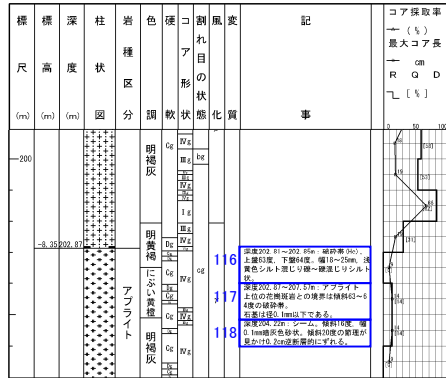 標尺 (m)
標高 (m)
深度 (m)
柱状図
岩種区分
色調
硬軟
コア形状
割れ目の状態
風化
変質
記事
コア採取率
(%)
最大コア長
cm
R Q D
[%]
0 50 100
200
-8.35 202.87
アプライト
明褐灰
明黄褐
にぶい黄橙
明褐灰
Cg
Cg
Dg
Cg
Cg
Cg
Ⅳg
Ⅲg
Ⅳg
Ⅰg
Ⅲg
Ⅳg
Ⅳg
Ⅳg
bg
cg
116
深度202.81~202.85m:破砕帯(Hc)。
上盤63度、下盤64度。幅18~25mm。浅
黄色シルト混じり礫~礫混じりシルト
状。
117
深度202.87~207.57m:アプライト
上位の花崗斑岩との境界は傾斜63~6
4度の破砕帯。
石基は径0.1mm以下である。
118
深度204.22m:シーム。傾斜16度。幅
0.1mm暗灰色砂状。傾斜20度の節理が
見かけ0.2cm逆断層的にずれる。